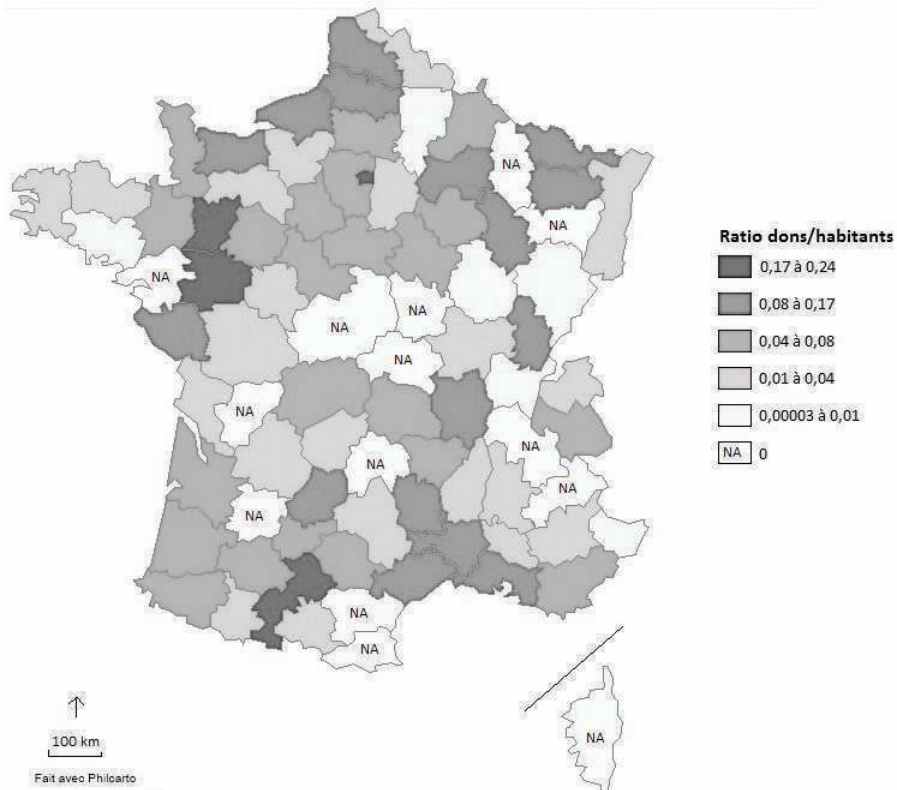 NA
NA
NA
NA
NA
NA
NA
NA
NA
NA
NA
NA
NA
NA
Ratio dons/habitants
0,17 à 0,24
0,08 à 0,17
0,04 à 0,08
0,01 à 0,04
0,00003 à 0,01
NA 0
100 km
Fait avec Philcarto